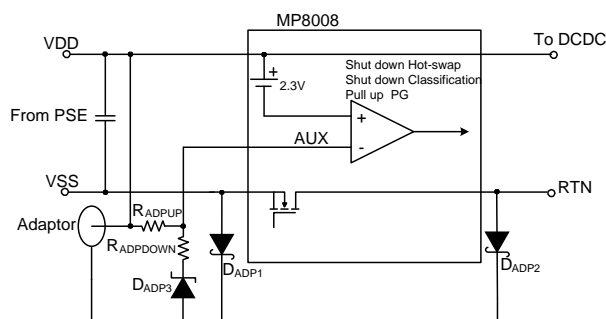 MP8008
VDD
To DCDC
Shut down Hot-swap
Shut down Classification
Pull up PG
+
2.3V
From PSE
+
AUX
-
VSS
RTN
RADPUP
Adaptor
RADPDOWN
DADP1
DADP2
DADP3